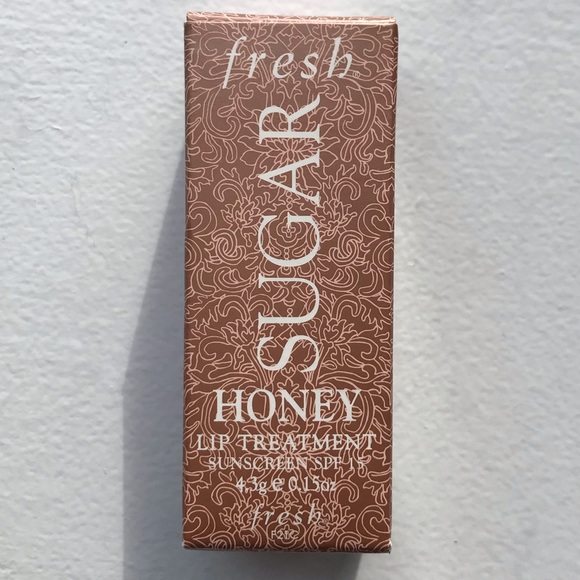 fresh®
SUGAR
HONEY
LIP TREATMENT
SUNSCREEN SPF 15
4.3g e 0.15oz
fresh